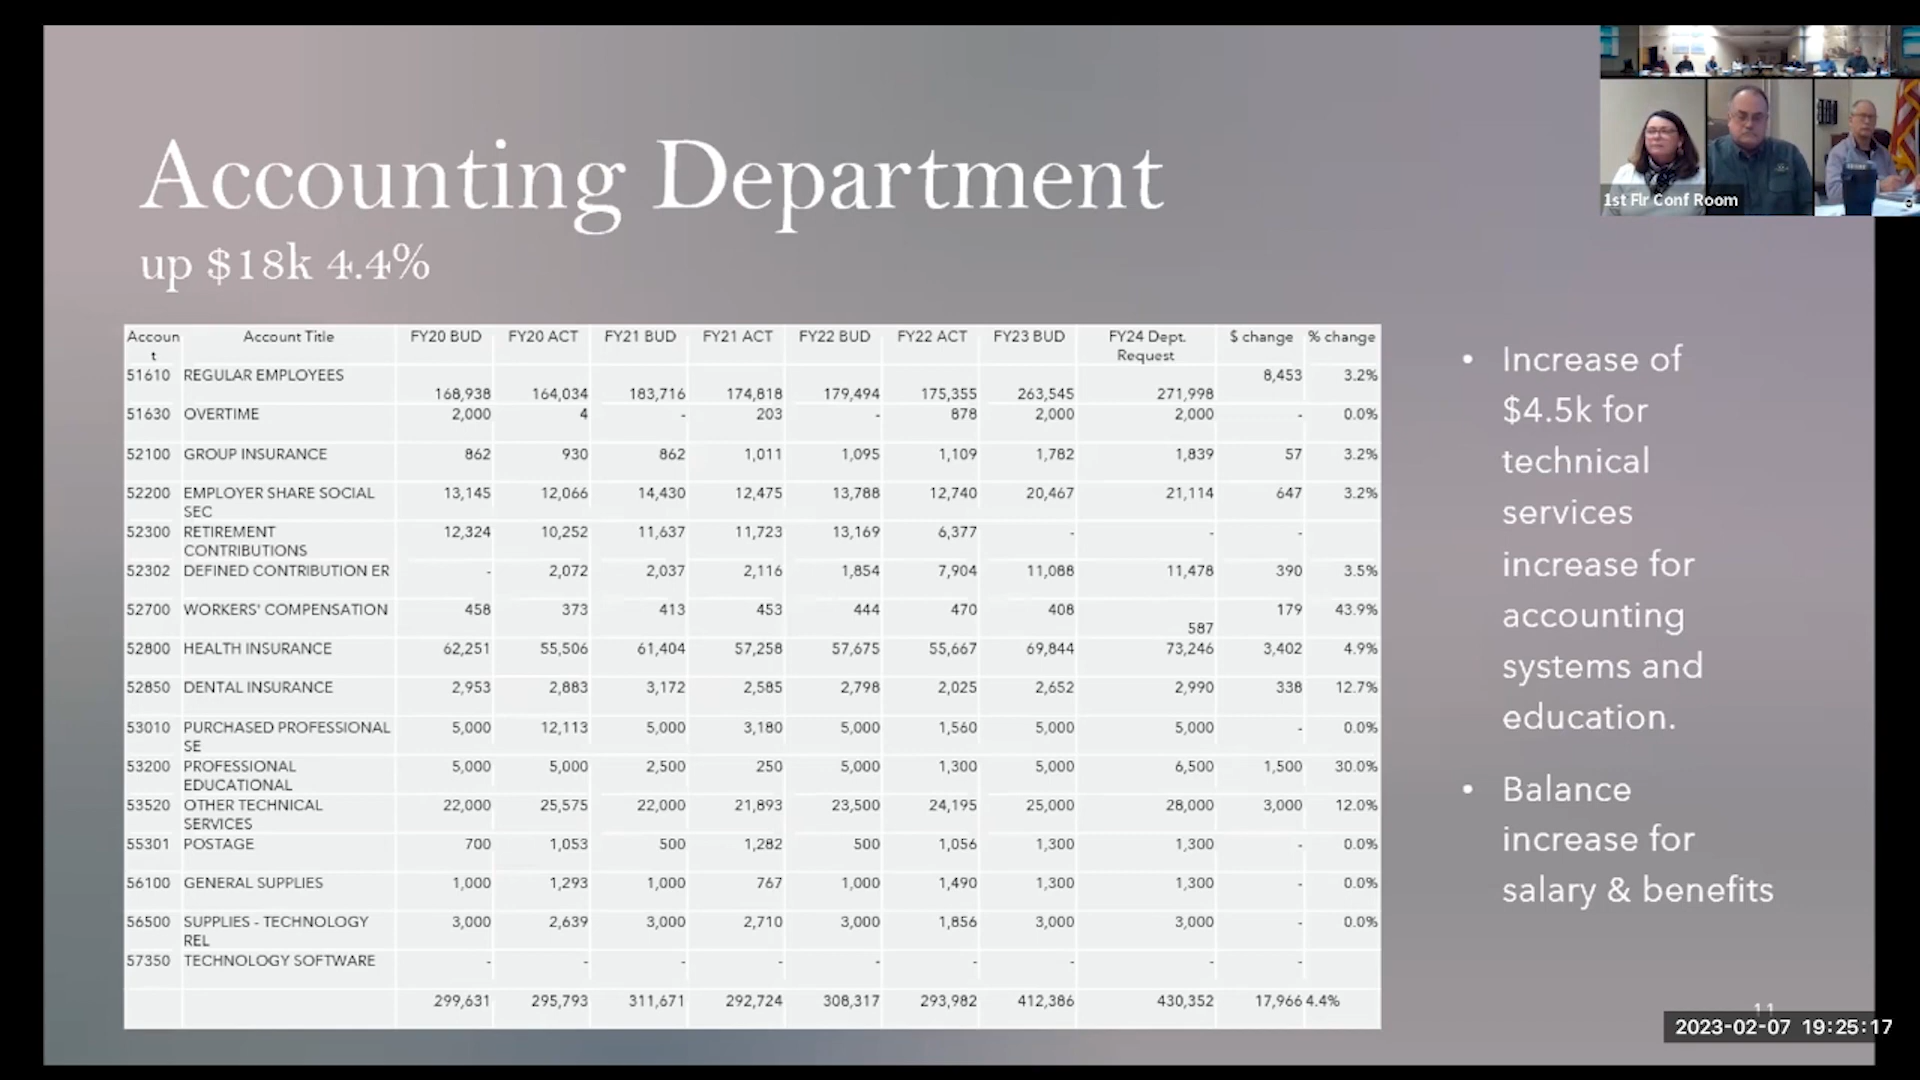 Accounting Department
up $18k 4.4%
1st Flr Conf Room
Accoun
t Account Title FY20 BUD FY20 ACT FY21 BUD FY21 ACT FY22 BUD FY22 ACT FY23 BUD FY24 Dept. Request $ change % change
51610 REGULAR EMPLOYEES 168,938 164,034 183,716 174,818 179,494 175,355 263,545 271,998 8,453 3.2%
51630 OVERTIME 2,000 4 - 203 - 878 2,000 2,000 - 0.0%
52100 GROUP INSURANCE 862 930 862 1,011 1,095 1,109 1,782 1,839 57 3.2%
52200 EMPLOYER SHARE SOCIAL 13,145 12,066 14,430 12,475 13,788 12,740 20,467 21,114 647 3.2%
SEC
52300 RETIREMENT 12,324 10,252 11,637 11,723 13,169 6,377 - - -
CONTRIBUTIONS
52302 DEFINED CONTRIBUTION ER - 2,072 2,037 2,116 1,854 7,904 11,088 11,478 390 3.5%
52700 WORKERS' COMPENSATION 458 373 413 453 444 470 408 587 179 43.9%
52800 HEALTH INSURANCE 62,251 55,506 61,404 57,258 57,675 55,667 69,844 73,246 3,402 4.9%
52850 DENTAL INSURANCE 2,953 2,883 3,172 2,585 2,798 2,025 2,652 2,990 338 12.7%
53010 PURCHASED PROFESSIONAL 5,000 12,113 5,000 3,180 5,000 1,560 5,000 5,000 - 0.0%
SE
53200 PROFESSIONAL 5,000 5,000 2,500 250 5,000 1,300 5,000 6,500 1,500 30.0%
EDUCATIONAL
53520 OTHER TECHNICAL 22,000 25,575 22,000 21,893 23,500 24,195 25,000 28,000 3,000 12.0%
SERVICES
55301 POSTAGE 700 1,053 500 1,282 500 1,056 1,300 1,300 - 0.0%
56100 GENERAL SUPPLIES 1,000 1,293 1,000 767 1,000 1,490 1,300 1,300 - 0.0%
56500 SUPPLIES - TECHNOLOGY 3,000 2,639 3,000 2,710 3,000 1,856 3,000 3,000 - 0.0%
REL
57350 TECHNOLOGY SOFTWARE - - - - - - - - -
299,631 295,793 311,671 292,724 308,317 293,982 412,386 430,352 17,966 4.4%
• Increase of
$4.5k for
technical
services
increase for
accounting
systems and
education.
• Balance
increase for
salary & benefits
11
2023-02-07 19:25:17